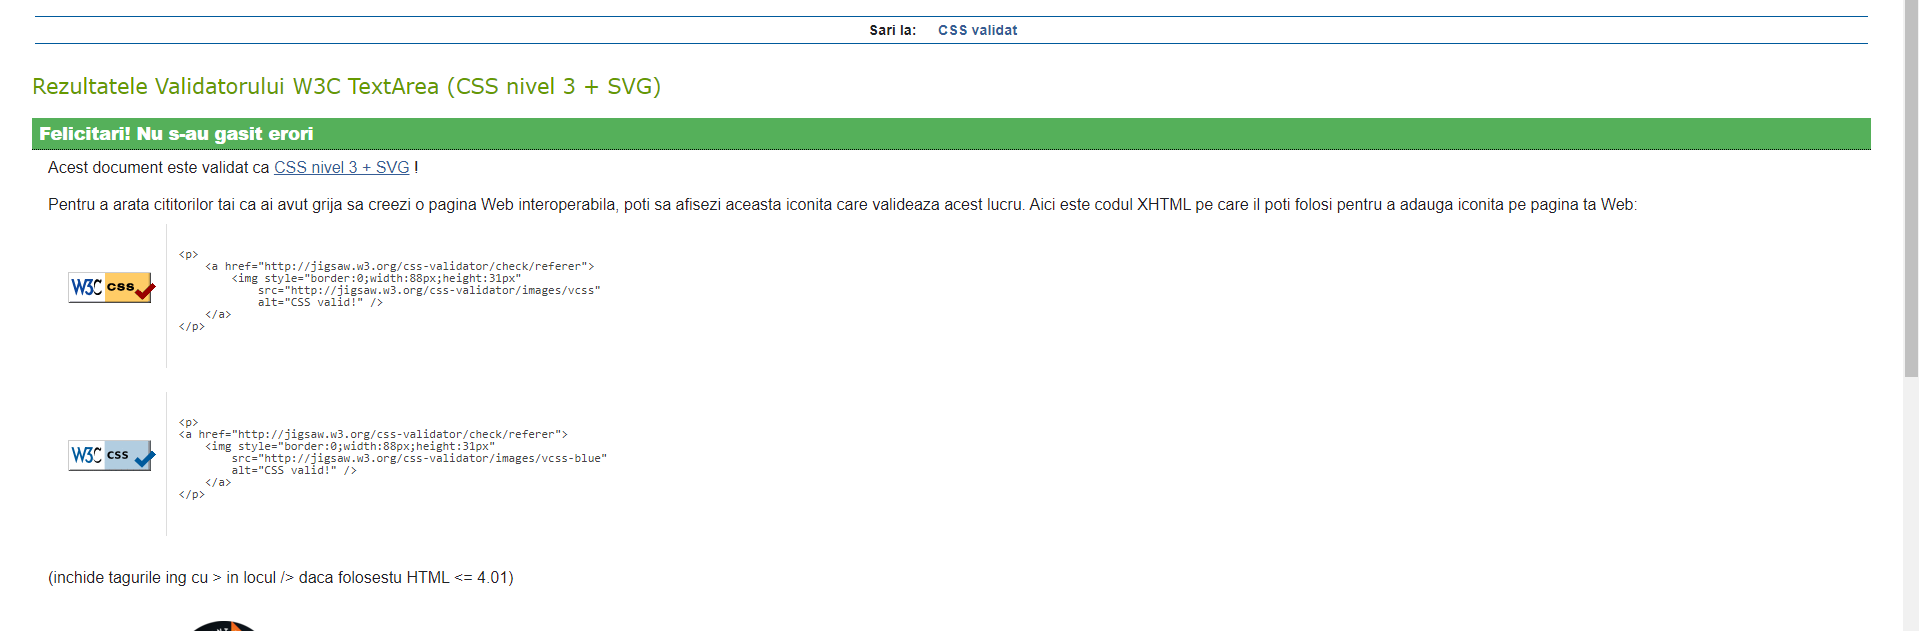 Sari la: CSS validat
Rezultatele Validatorului W3C TextArea (CSS nivel 3 + SVG)
Felicitari! Nu s-au gasit erori
Acest document este validat ca CSS nivel 3 + SVG !
Pentru a arata cititorilor tai ca ai avut grija sa creezi o pagina Web interoperabila, poti sa afisezi aceasta iconita care valideaza acest lucru. Aici este codul XHTML pe care il poti folosi pentru a adauga iconita pe pagina ta Web:
W3C css
<p>
    <a href="http://jigsaw.w3.org/css-validator/check/referer">
        <img style="border:0;width:88px;height:31px"
            src="http://jigsaw.w3.org/css-validator/images/vcss"
            alt="CSS valid!" />
    </a>
</p>
W3C css
<p>
<a href="http://jigsaw.w3.org/css-validator/check/referer">
    <img style="border:0;width:88px;height:31px"
        src="http://jigsaw.w3.org/css-validator/images/vcss-blue"
        alt="CSS valid!" />
    </a>
</p>
(inchide tagurile ing cu > in locul /> daca folosestu HTML <= 4.01)